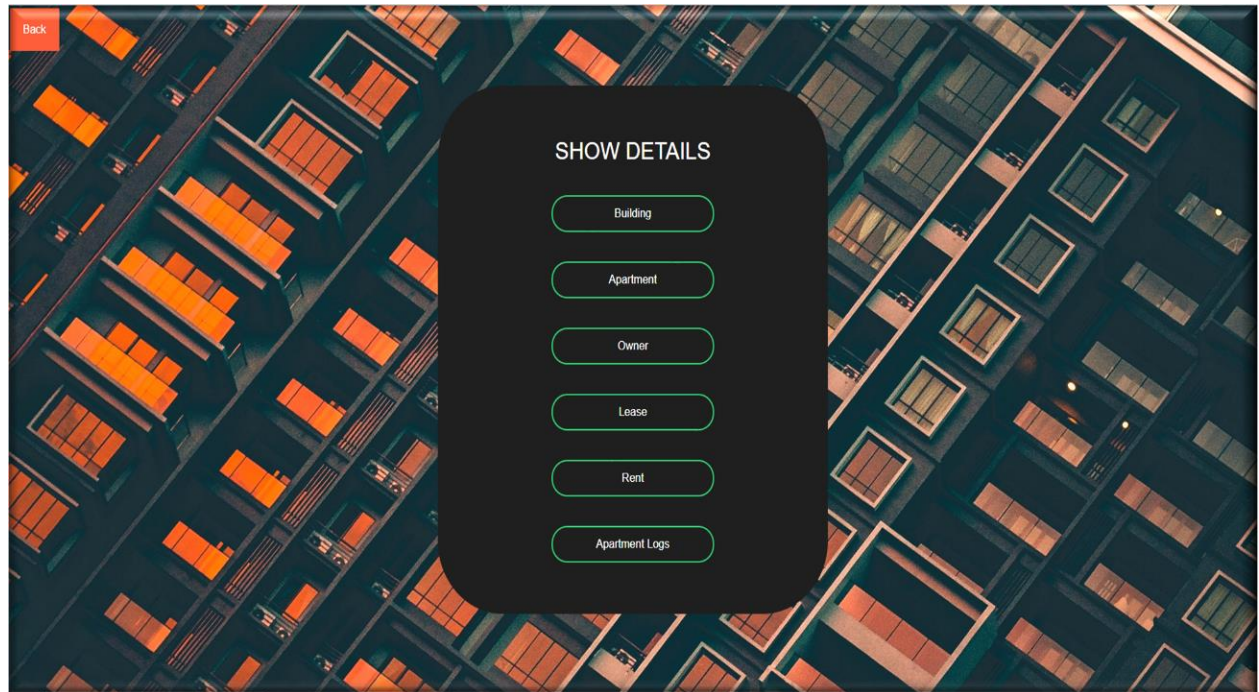 Back
SHOW DETAILS
Building
Apartment
Owner
Lease
Rent
Apartment Logs